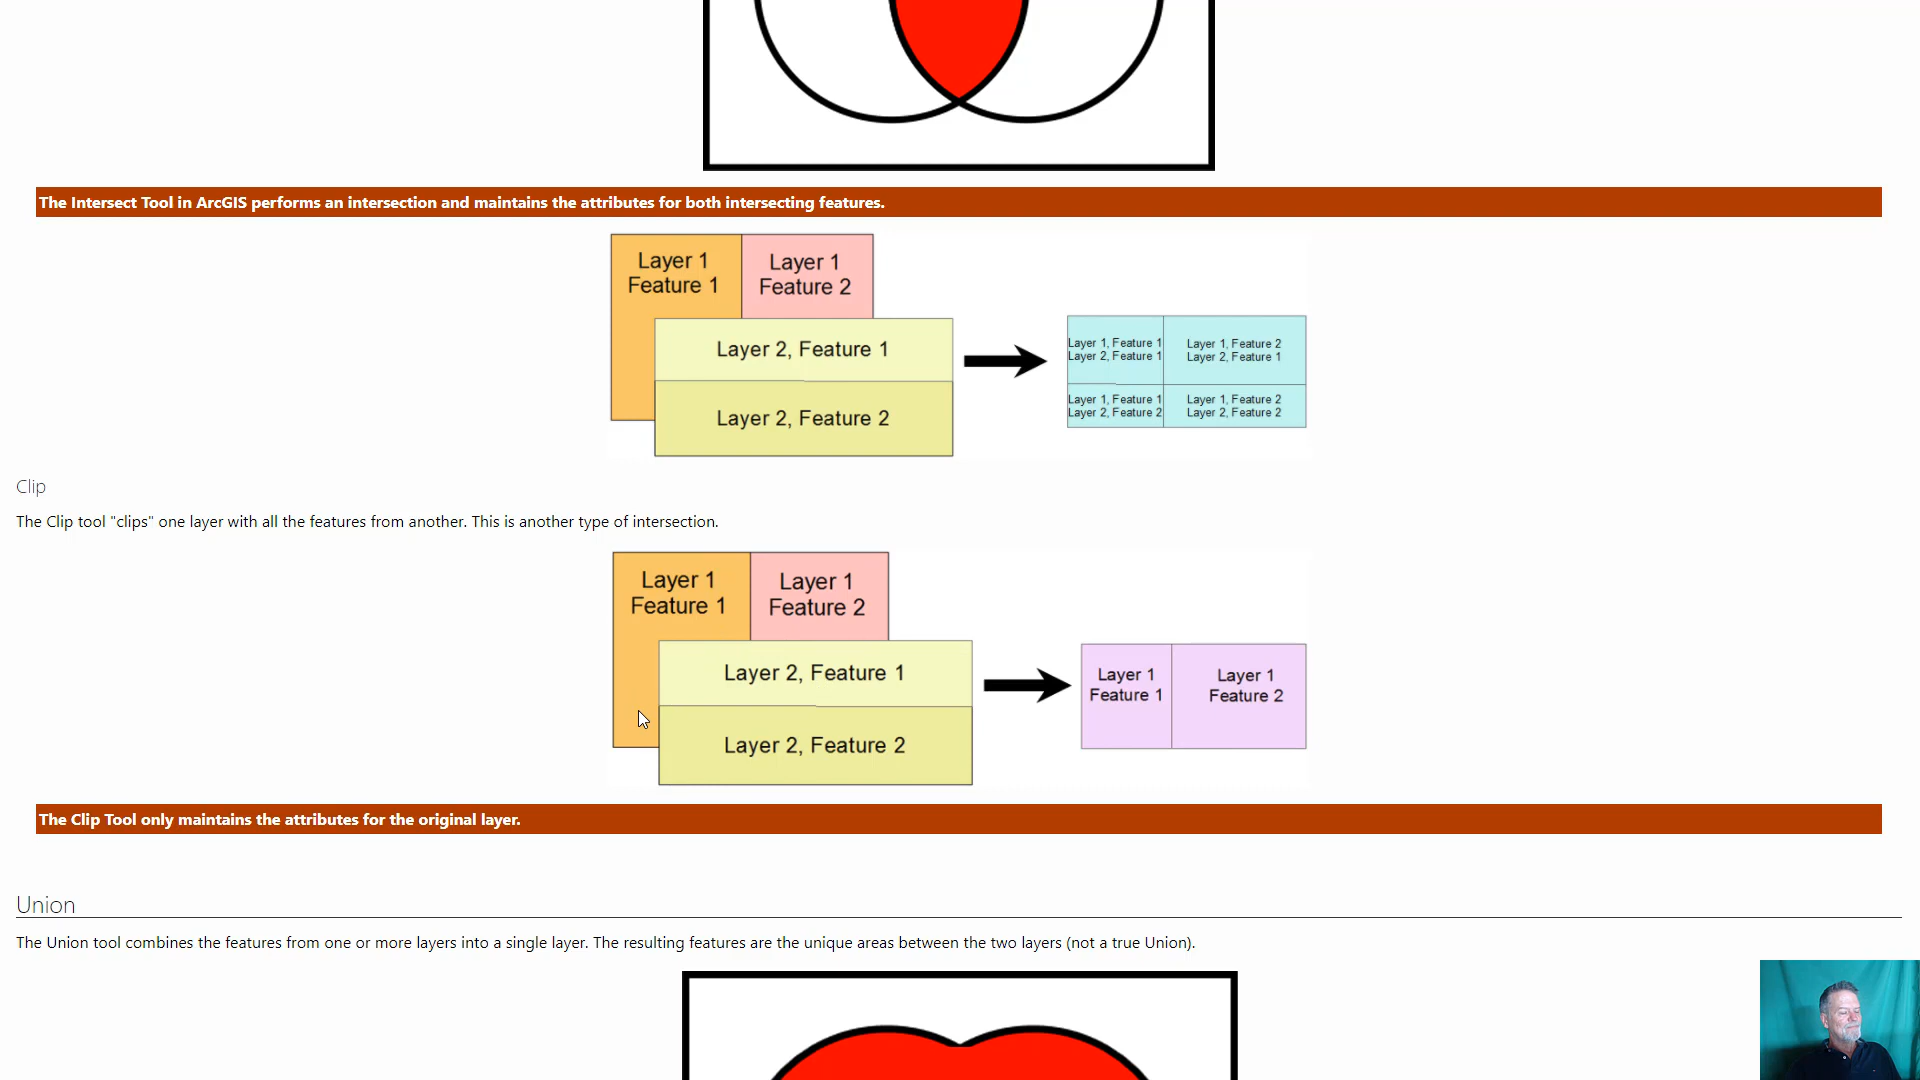 The Intersect Tool in ArcGIS performs an intersection and maintains the attributes for both intersecting features.
Layer 1
Feature 1
Layer 1
Feature 2
Layer 2, Feature 1
Layer 2, Feature 2
Layer 1, Feature 1
Layer 2, Feature 1
Layer 1, Feature 2
Layer 2, Feature 1
Layer 1, Feature 1
Layer 2, Feature 2
Layer 1, Feature 2
Layer 2, Feature 2
Clip
The Clip tool "clips" one layer with all the features from another. This is another type of intersection.
Layer 1
Feature 1
Layer 1
Feature 2
Layer 2, Feature 1
Layer 2, Feature 2
Layer 1
Feature 1
Layer 1
Feature 2
The Clip Tool only maintains the attributes for the original layer.
Union
The Union tool combines the features from one or more layers into a single layer. The resulting features are the unique areas between the two layers (not a true Union).